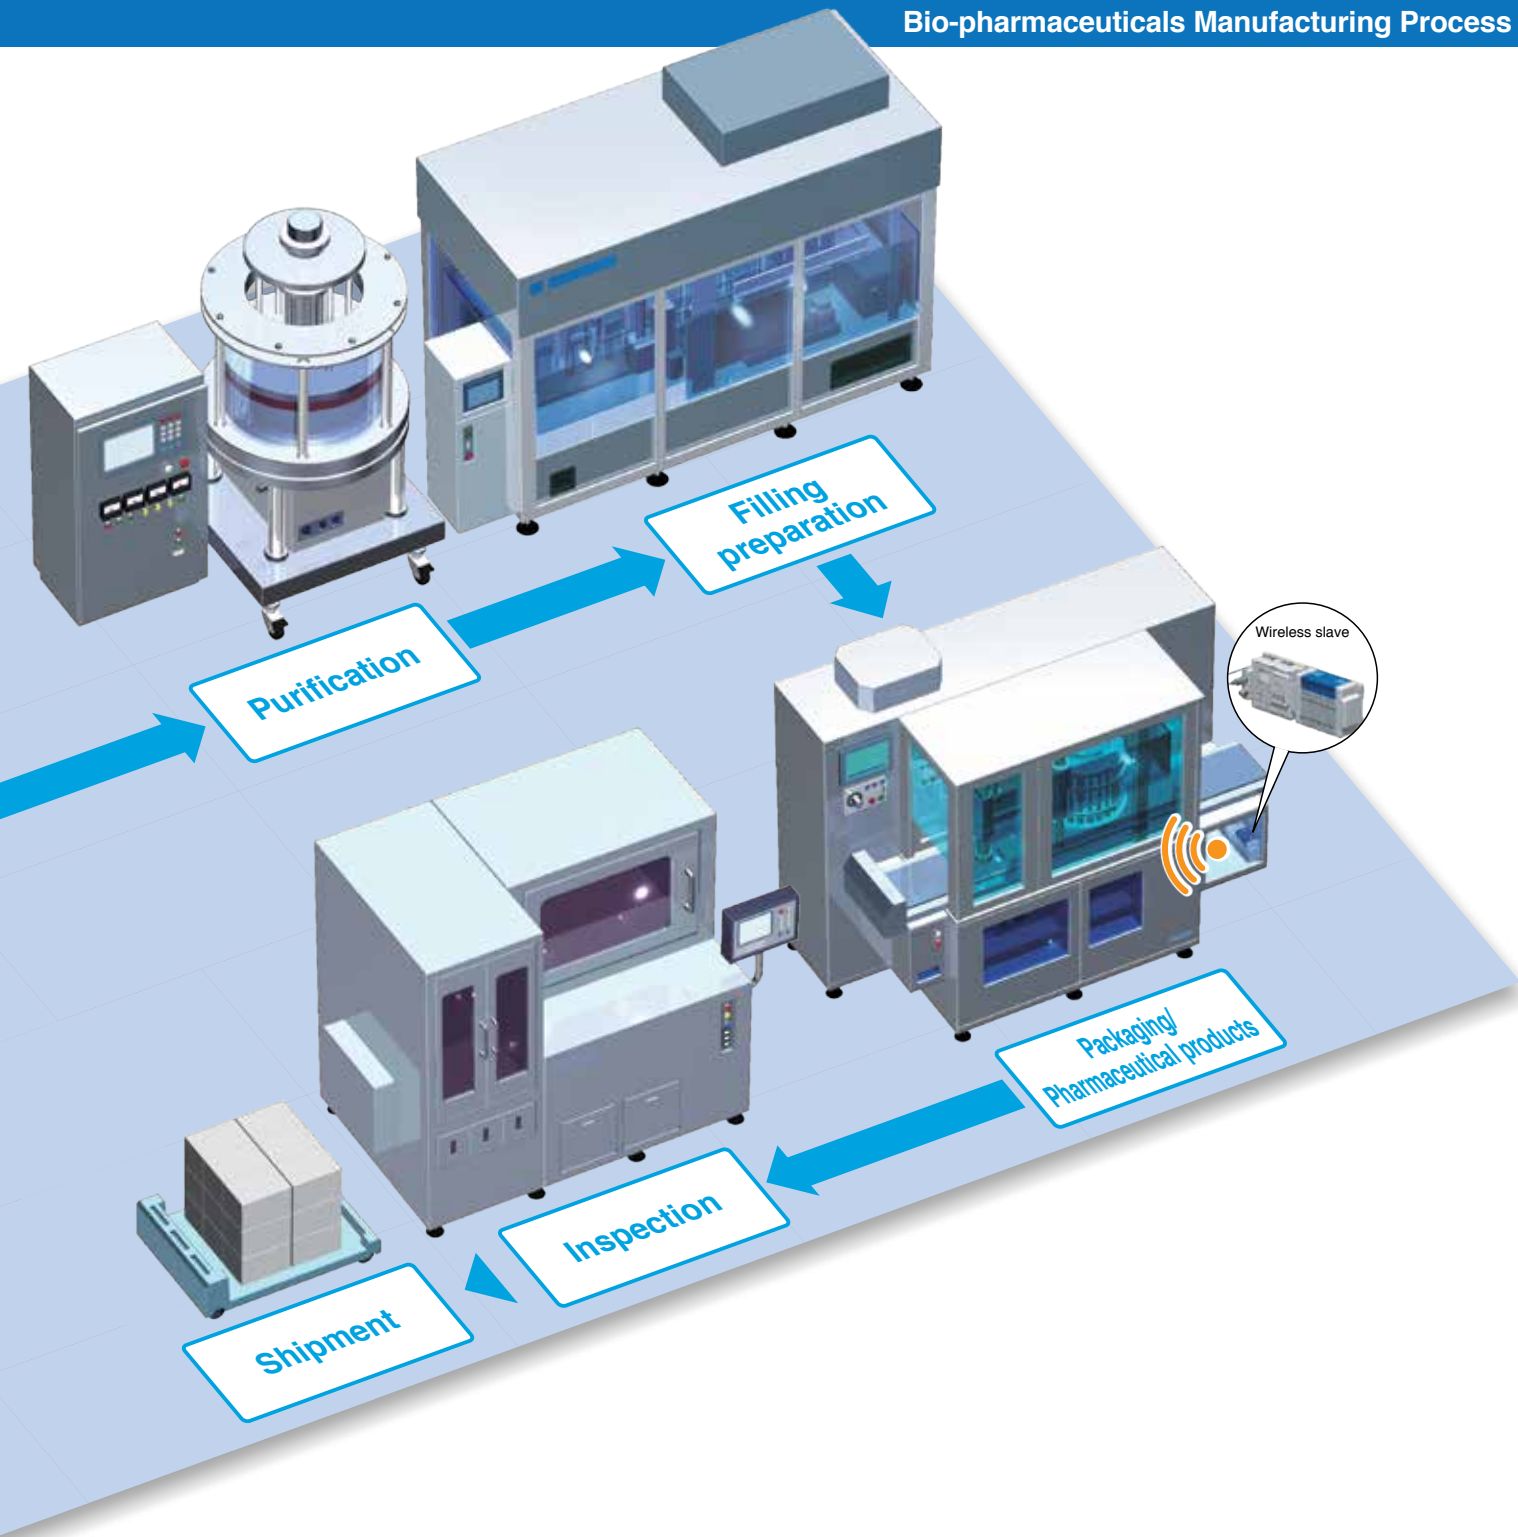 Bio-pharmaceuticals Manufacturing Process
Filling
preparation
Purification
Wireless slave
Packaging/
Pharmaceutical products
Inspection
Shipment